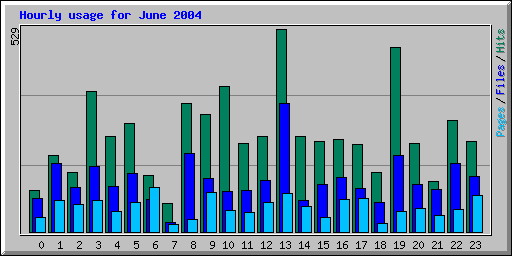 Hourly usage for June 2004
529
Pages / Files / Hits
0 1 2 3 4 5 6 7 8 9 10 11 12 13 14 15 16 17 18 19 20 21 22 23